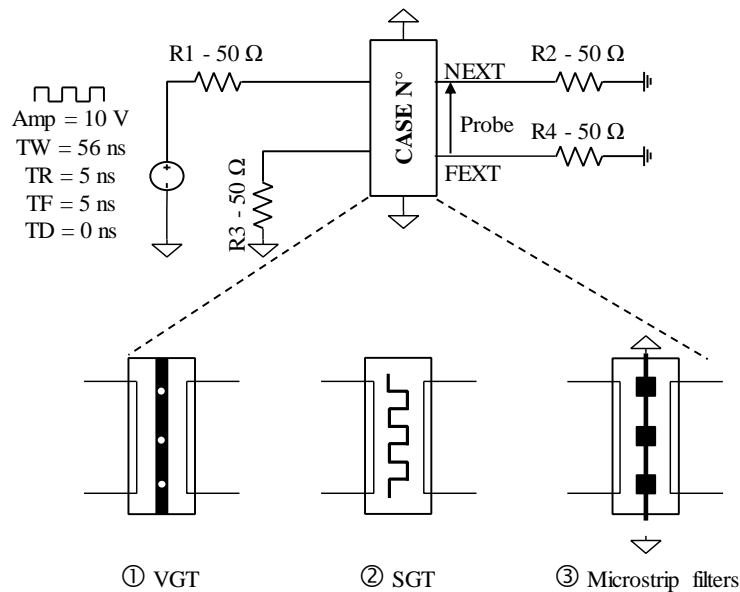 R1 - 50 Ω
R2 - 50 Ω
NEXT
Amp = 10 V
TW = 56 ns
TR = 5 ns
TF = 5 ns
TD = 0 ns
+
-
R3 - 50 Ω
CASE N°
Probe
R4 - 50 Ω
FEXT
① VGT
② SGT
③ Microstrip filters